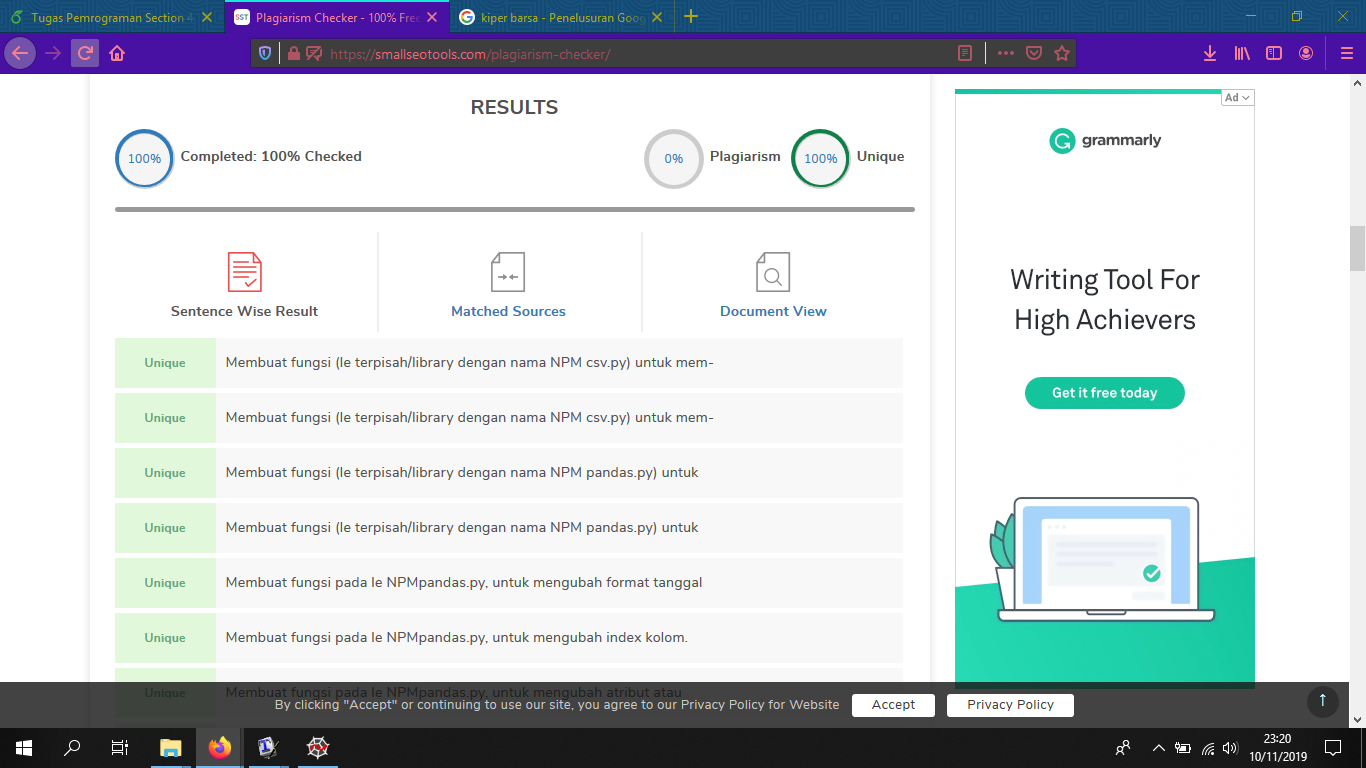 Tugas Pemrograman Section 4
Plagiarism Checker - 100% Free
kiper barsa - Penelusuran Goog
https://smallseotools.com/plagiarism-checker/
RESULTS
100%
Completed: 100% Checked
0%
Plagiarism
100%
Unique
Sentence Wise Result
Matched Sources
Document View
Unique
Membuat fungsi (le terpisah/library dengan nama NPM csv.py) untuk mem-
Unique
Membuat fungsi (le terpisah/library dengan nama NPM csv.py) untuk mem-
Unique
Membuat fungsi (le terpisah/library dengan nama NPM pandas.py) untuk
Unique
Membuat fungsi (le terpisah/library dengan nama NPM pandas.py) untuk
Unique
Membuat fungsi pada le NPMpandas.py, untuk mengubah format tanggal
Unique
Membuat fungsi pada le NPMpandas.py, untuk mengubah index kolom.
Unique
Membuat fungsi pada le NPMpandas.py, untuk mengubah atribut atau
By clicking "Accept" or continuing to use our site, you agree to our Privacy Policy for Website
Accept
Privacy Policy
Ad
grammarly
Writing Tool For
High Achievers
Get it free today
SST
23:20
10/11/2019